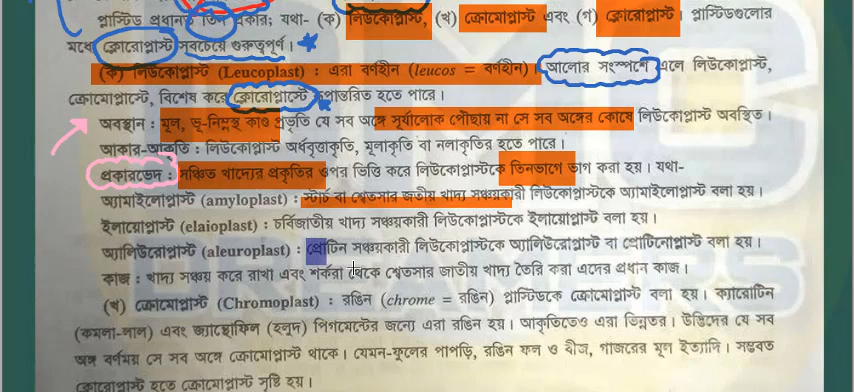 প্লাস্টিড প্রধানত তিন প্রকার; যথা- (ক) লিউকোপ্লাস্ট, (খ) ক্রোমোপ্লাস্ট এবং (গ) ক্লোরোপ্লাস্ট। প্লাস্টিডগুলোর
মধ্যে ক্লোরোপ্লাস্ট সবচেয়ে গুরুত্বপূর্ণ।
(ক) লিউকোপ্লাস্ট (Leucoplast) : এরা বর্ণহীন (leucos = বর্ণহীন)। আলোর সংস্পর্শে এলে লিউকোপ্লাস্ট,
ক্রোমোপ্লাস্টে, বিশেষ করে ক্লোরোপ্লাস্টে রূপান্তরিত হতে পারে।
অবস্থান : মূল, ভূ-নিম্নস্থ কাণ্ড প্রভৃতি যে সব অঙ্গে সূর্যালোক পৌছায় না সে সব অঙ্গের কোষে লিউকোপ্লাস্ট অবস্থিত।
আকার-আকৃতি : লিউকোপ্লাস্ট অর্ধবৃত্তাকৃতি, মূলাকৃতি বা নলাকৃতির হতে পারে।
প্রকারভেদ : সঞ্চিত খাদ্যের প্রকৃতির ওপর ভিত্তি করে লিউকোপ্লাস্টকে তিনভাগে ভাগ করা হয়। যথা-
অ্যামাইলোপ্লাস্ট (amyloplast) : স্টার্চ বা শ্বেতসার জাতীয় খাদ্য সঞ্চয়কারী লিউকোপ্লাস্টকে অ্যামাইলোপ্লাস্ট বলা হয়।
ইলায়োপ্লাস্ট (elaioplast) : চর্বিজাতীয় খাদ্য সঞ্চয়কারী লিউকোপ্লাস্টকে ইলায়োপ্লাস্ট বলা হয়।
অ্যালিউরোপ্লাস্ট (aleuroplast) : প্রোটিন সঞ্চয়কারী লিউকোপ্লাস্টকে অ্যালিউরোপ্লাস্ট বা প্রোটিনোপ্লাস্ট বলা হয়।
কাজ : খাদ্য সঞ্চয় করে রাখা এবং শর্করা থেকে শ্বেতসার জাতীয় খাদ্য তৈরি করা এদের প্রধান কাজ।
(খ) ক্রোমোপ্লাস্ট (Chromoplast) : রঙিন (chrome = রঙিন) প্লাস্টিডকে ক্রোমোপ্লাস্ট বলা হয়। ক্যারোটিন
(কমলা-লাল) এবং জ্যান্থোফিল (হলুদ) পিগমেন্টের জন্যে এরা রঙিন হয়। আকৃতিতেও এরা ভিন্নতর। উদ্ভিদের যে সব
অঙ্গ বর্ণময় সে সব অঙ্গে ক্রোমোপ্লাস্ট থাকে। যেমন-ফুলের পাপড়ি, রঙিন ফল ও বীজ, গাজরের মূল ইত্যাদি। সম্ভবত
ক্লোরোপ্লাস্ট হতে ক্রোমোপ্লাস্ট সৃষ্টি হয়।
DREAMERS